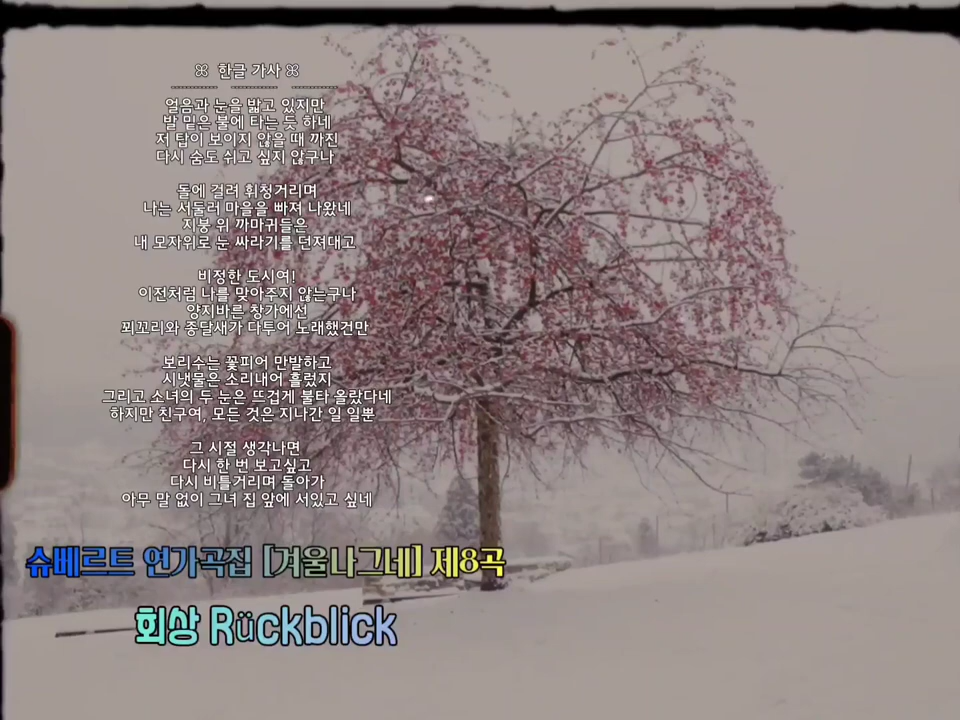 ꕤ 한글 가사 ꕤ
----------- ----------- -----------
얼음과 눈을 밟고 있지만
발 밑은 불에 타는 듯 하네
저 탑이 보이지 않을 때 까진
다시 숨도 쉬고 싶지 않구나
돌에 걸려 휘청거리며
나는 서둘러 마을을 빠져 나왔네
지붕 위 까마귀들은
내 모자위로 눈 싸라기를 던져대고
비정한 도시여!
이전처럼 나를 맞아주지 않는구나
양지바른 창가에선
꾀꼬리와 종달새가 다투어 노래했건만
보리수는 꽃피어 만발하고
시냇물은 소리내어 흘렀지
그리고 소녀의 두 눈은 뜨겁게 불타 올랐다네
하지만 친구여, 모든 것은 지나간 일 일뿐
그 시절 생각나면
다시 한 번 보고싶고
다시 비틀거리며 돌아가
아무 말 없이 그녀 집 앞에 서있고 싶네
슈베르트 연가곡집 [겨울나그네] 제8곡
회상 Rückblick